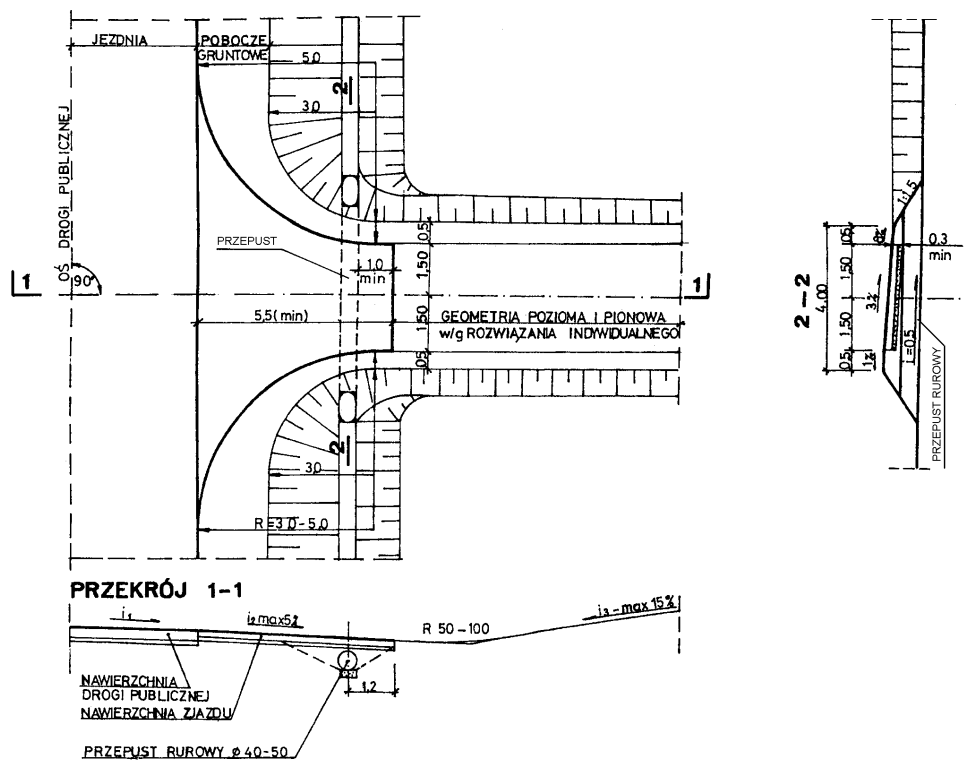 JEZDNIA
POBOCZE
GRUNTOWE
5,0
2
3,0
OŚ DROGI PUBLICZNEJ
PRZEPUST
1
90°
1,0
min
0,5
1,50
1
5,5 (min)
1,50
0,5
GEOMETRIA POZIOMA I PIONOWA
w/g ROZWIĄZANIA INDYWIDUALNEGO
2
3,0
R=3,0-5,0
1:1,5
0,3
min
2-2
4.00
0,5
1,50
1,50
0,5
8%
3%
1%
i=0,5
PRZEPUST RUROWY
PRZEKRÓJ 1-1
i1
i2 max5%
R 50-100
i3-max 15%
1,2
NAWIERZCHNIA
DROGI PUBLICZNEJ
NAWIERZCHNIA ZJAZDU
PRZEPUST RUROWY ø 40-50